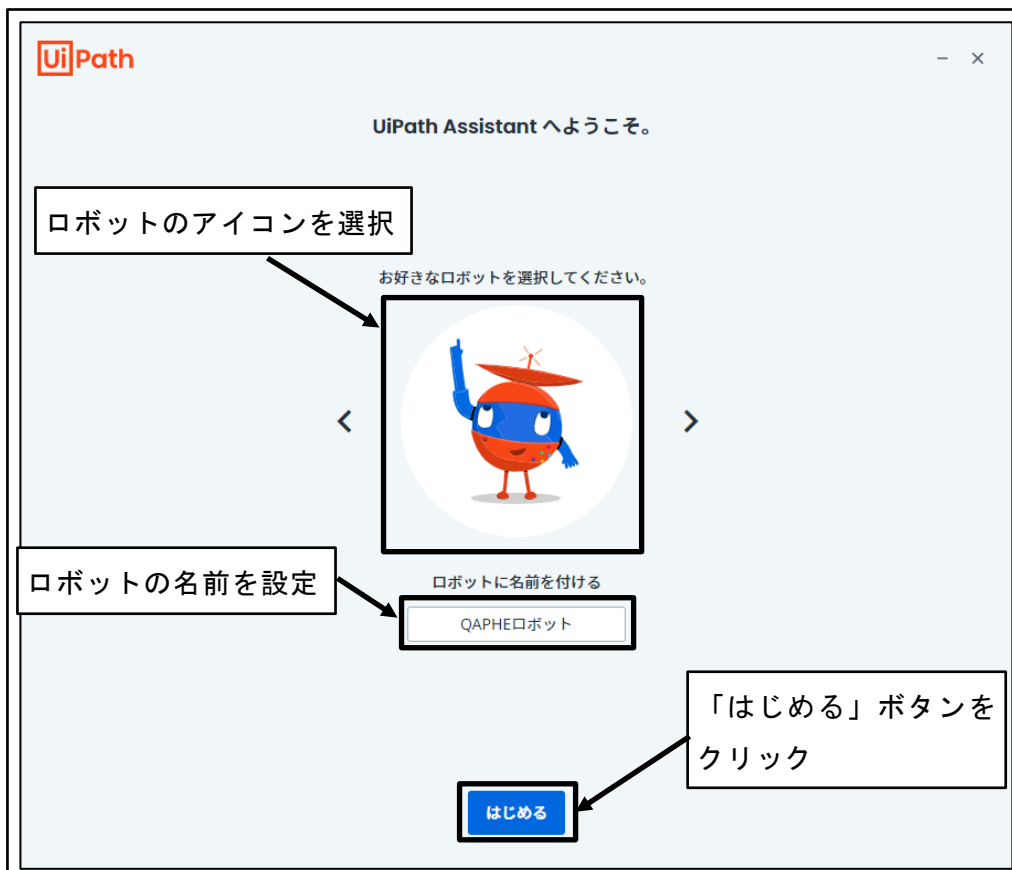 UiPath
UiPath Assistant へようこそ。
ロボットのアイコンを選択
お好きなロボットを選択してください。
ロボットの名前を設定
ロボットに名前を付ける
QAPHEロボット
「はじめる」ボタンを
クリック
はじめる